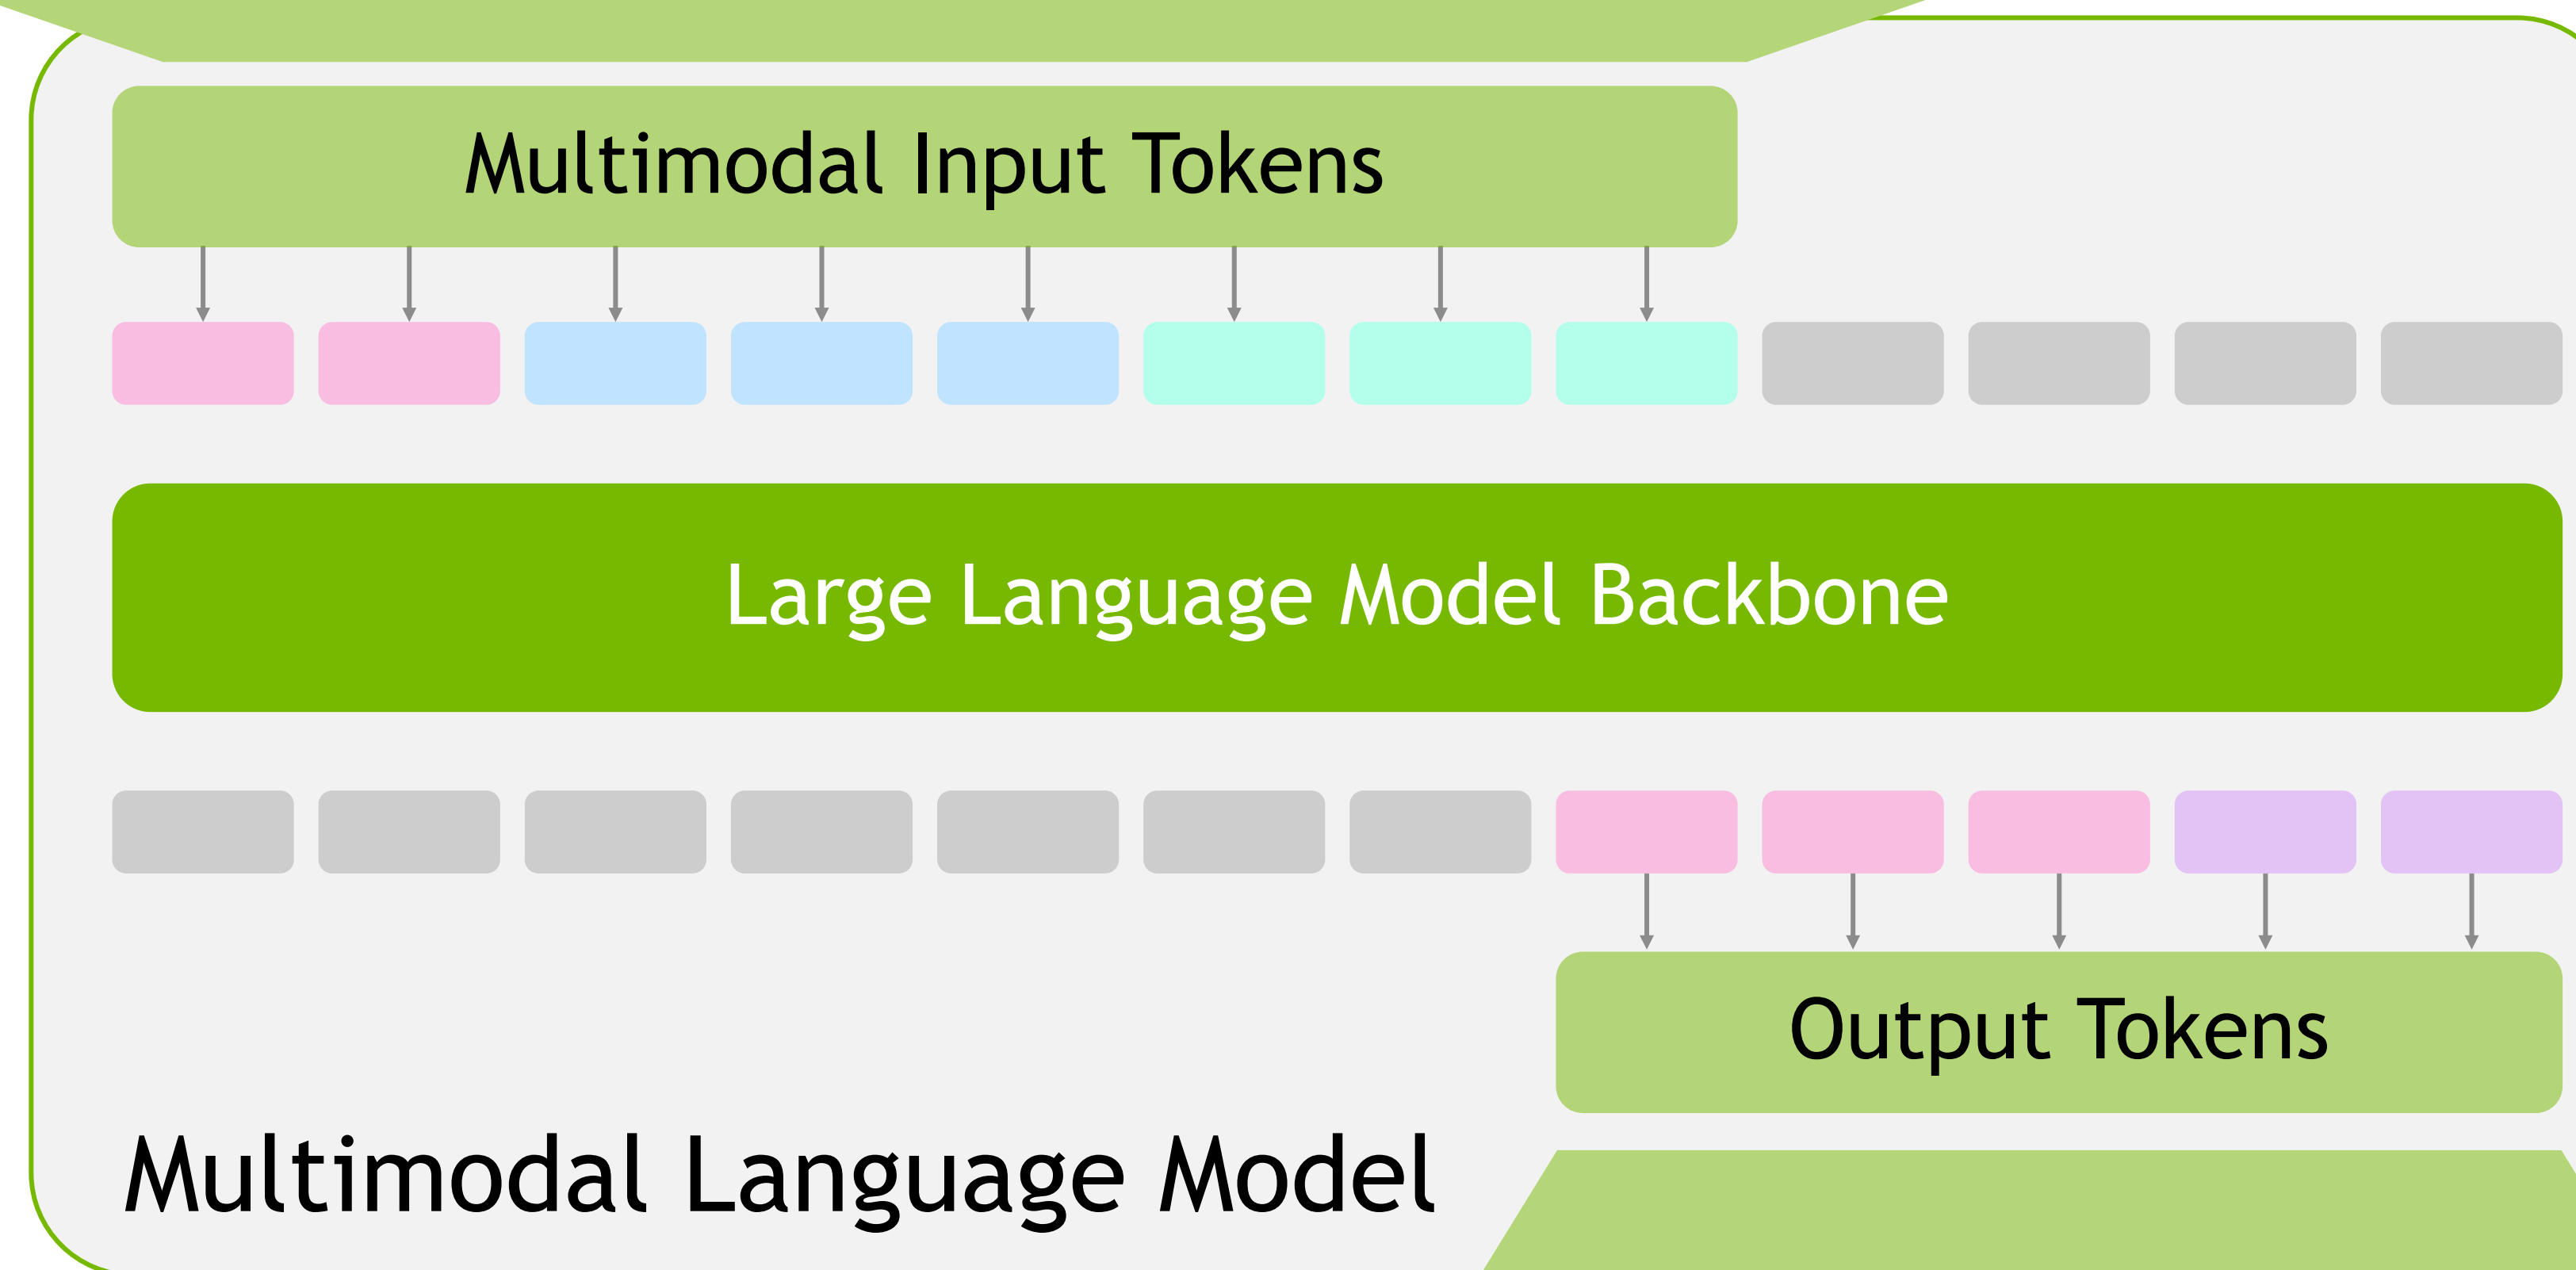 Multimodal Input Tokens
Large Language Model Backbone
Output Tokens
Multimodal Language Model